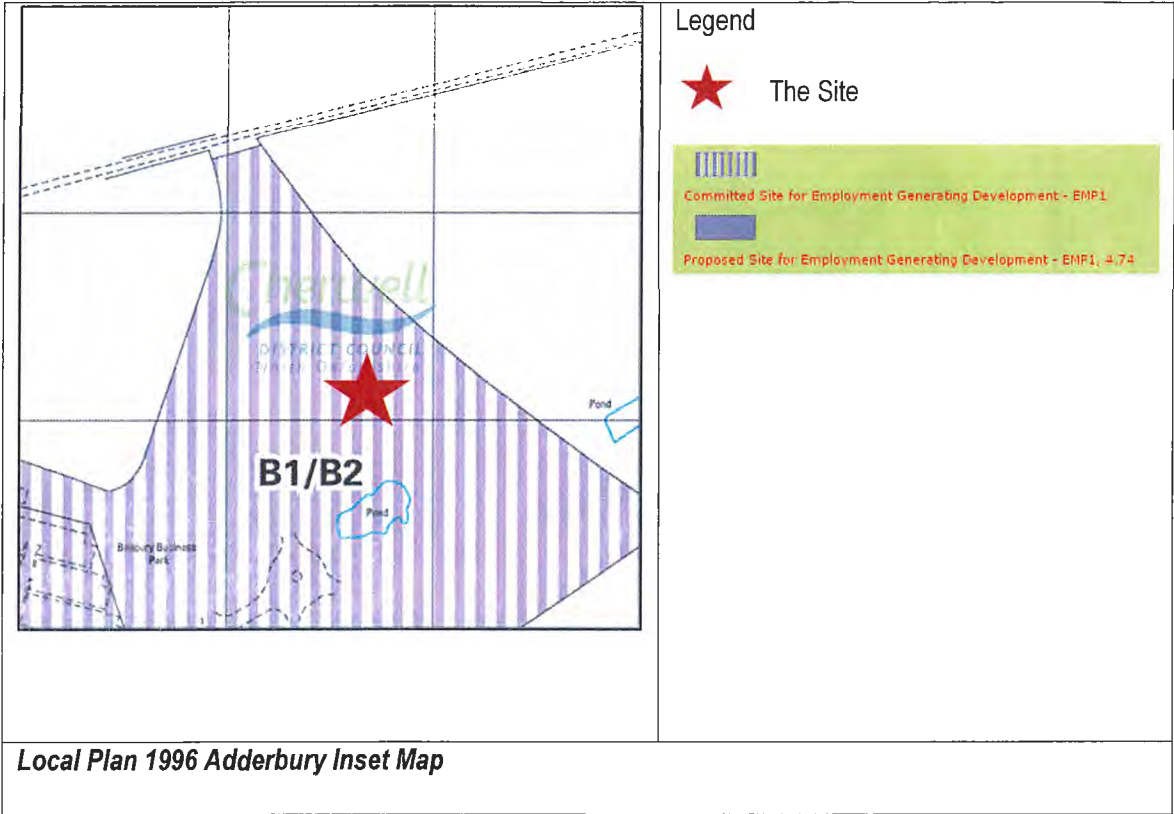 Legend
The Site
Committed Site for Employment Generating Development - EMP1
Proposed Site for Employment Generating Development - EMP1, 4.74
Cherwell
DISTRICT COUNCIL
Pond
B1/B2
Pond
Business
Park
Local Plan 1996 Adderbury Inset Map